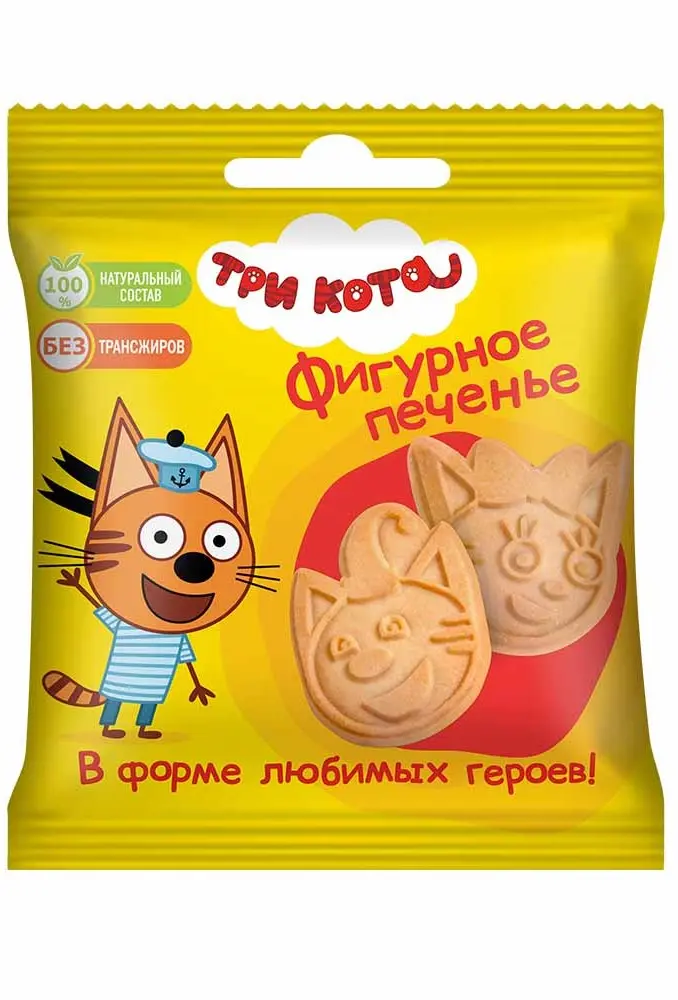 ТРИ КОТА
100%
НАТУРАЛЬНЫЙ
СОСТАВ
БЕЗ ТРАНСЖИРОВ
Фигурное
печенье
В форме любимых героев!